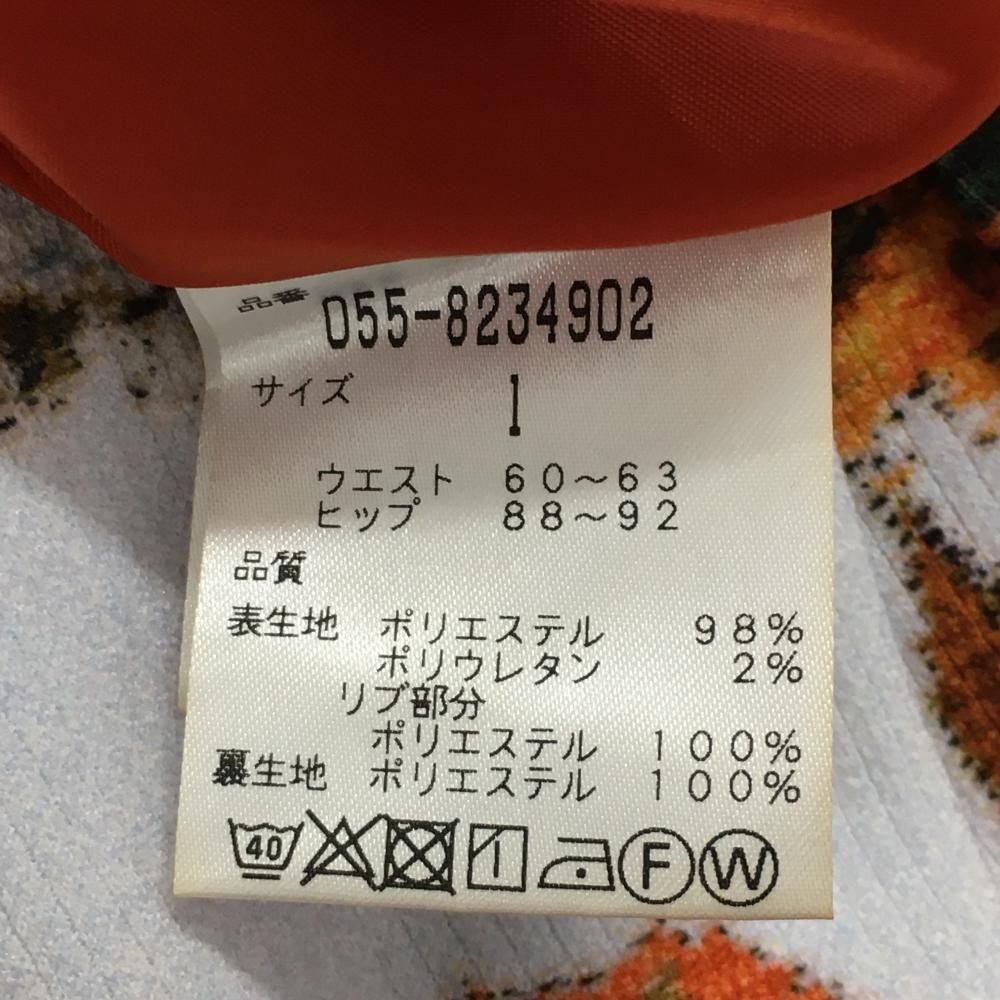 品番 055-8234902
サイズ 1
ウエスト 60～63
ヒップ 88～92
品質
表生地 ポリエステル 98%
ポリウレタン 2%
リブ部分
ポリエステル 100%
裏生地 ポリエステル 100%
40 F W